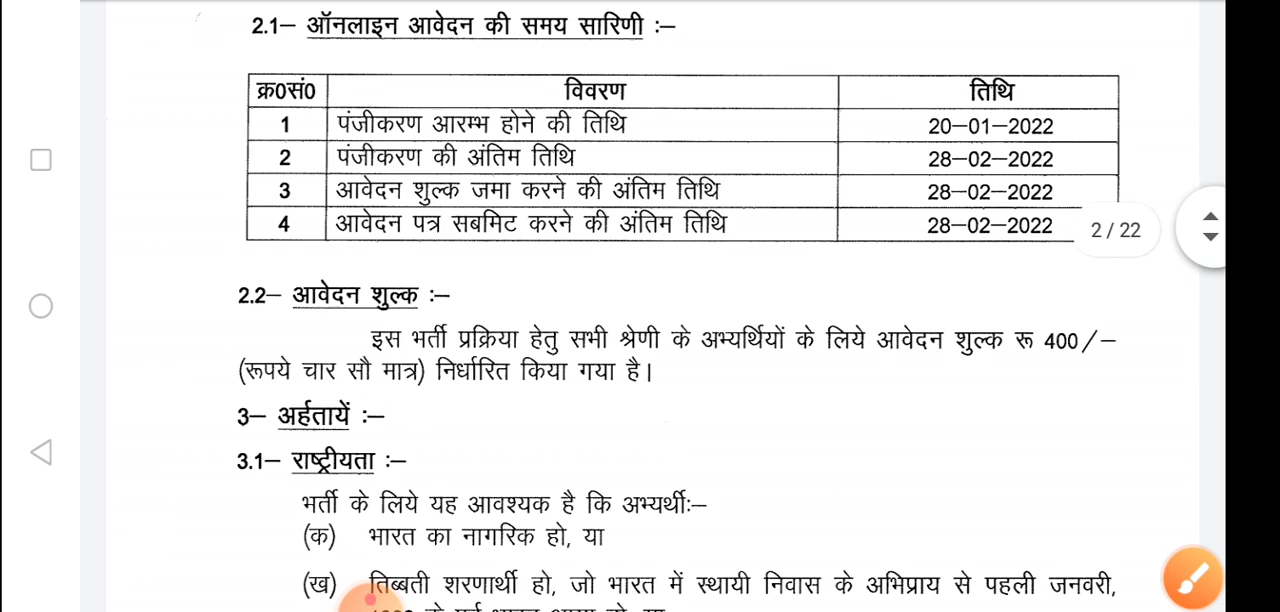 2.1– ऑनलाइन आवेदन की समय सारिणी :–
क्र0सं0 विवरण तिथि
1 पंजीकरण आरम्भ होने की तिथि 20–01–2022
2 पंजीकरण की अंतिम तिथि 28–02–2022
3 आवेदन शुल्क जमा करने की अंतिम तिथि 28–02–2022
4 आवेदन पत्र सबमिट करने की अंतिम तिथि 28–02–2022
2 / 22
2.2– आवेदन शुल्क :–
इस भर्ती प्रक्रिया हेतु सभी श्रेणी के अभ्यर्थियों के लिये आवेदन शुल्क रू 400/–
(रूपये चार सौ मात्र) निर्धारित किया गया है।
3– अर्हतायें :–
3.1– राष्ट्रीयता :–
भर्ती के लिये यह आवश्यक है कि अभ्यर्थी:–
(क) भारत का नागरिक हो, या
(ख) तिब्बती शरणार्थी हो, जो भारत में स्थायी निवास के अभिप्राय से पहली जनवरी,